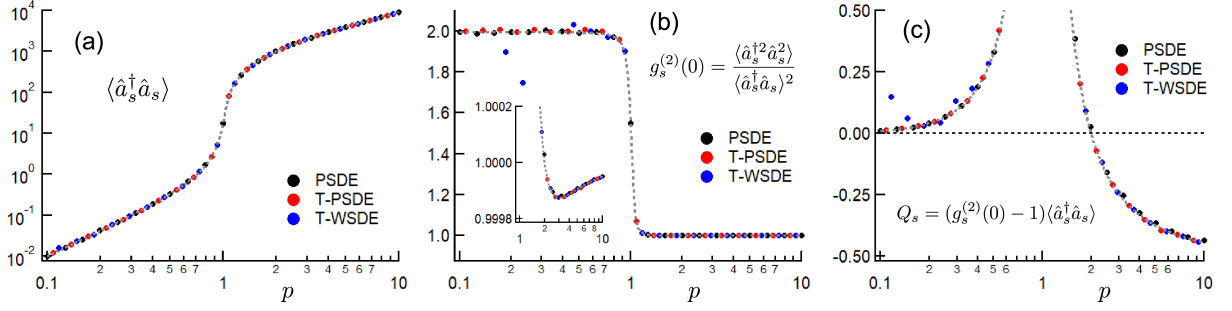 (a)
⟨â_s^†â_s⟩
10^4
10^3
10^2
10^1
10^0
10^-1
10^-2
PSDE
T-PSDE
T-WSDE
0.1 2 3 4 5 6 7 1 2 3 4 5 6 7 10
p
(b)
g_s^(2)(0) = ⟨â_s^†2 â_s^2⟩ / ⟨â_s^†â_s⟩^2
2.0
1.8
1.6
1.4
1.2
1.0
1.0002
1.0000
0.9998
1 2 4 6 8 10
PSDE
T-PSDE
T-WSDE
0.1 2 3 4 5 6 7 1 2 3 4 5 6 7 10
p
(c)
0.50
0.25
0.00
-0.25
-0.50
PSDE
T-PSDE
T-WSDE
Q_s = (g_s^(2)(0) − 1)⟨â_s^†â_s⟩
0.1 2 3 4 5 6 1 2 3 4 5 6 10
p